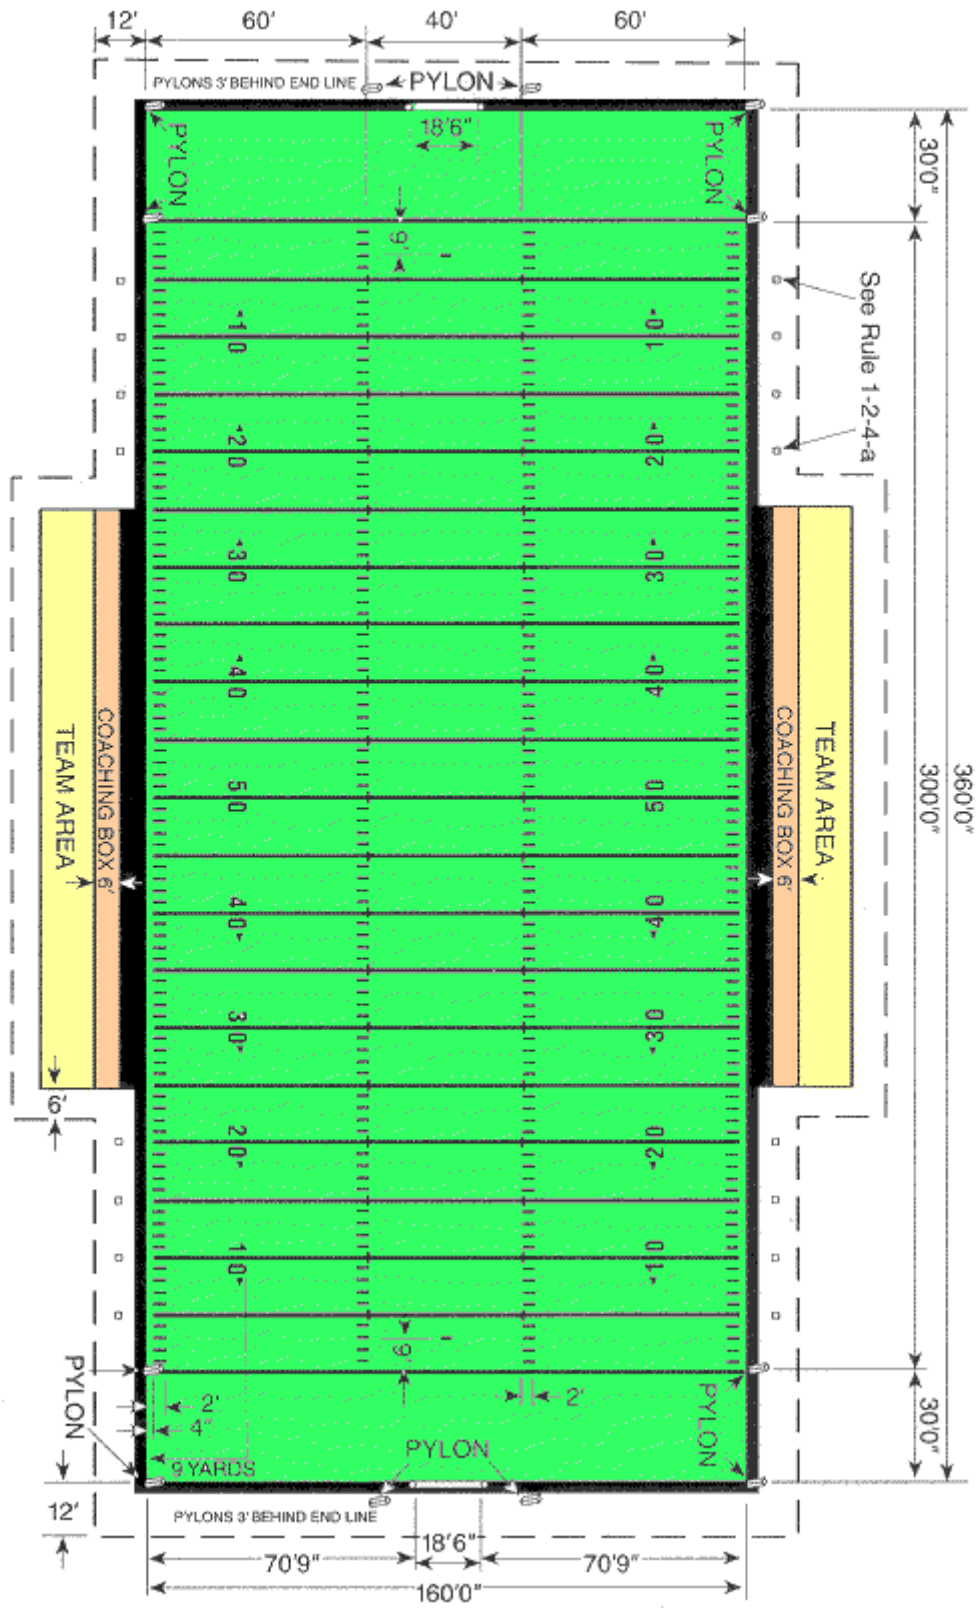 12' 60' 40' 60'
PYLONS 3' BEHIND END LINE PYLON
18'6"
PYLON PYLON 30'0"
9'
See Rule 1-2-4-a
10 10
20 20
30 30
40 40
TEAM AREA COACHING BOX 6' 50 50 COACHING BOX 6' TEAM AREA 300'0" 360'0"
40 40
30 30
6'
20 20
10 10
9'
PYLON 2' 2' PYLON 30'0"
4"
PYLON
9 YARDS
12' PYLONS 3' BEHIND END LINE
18'6"
70'9" 70'9"
160'0"